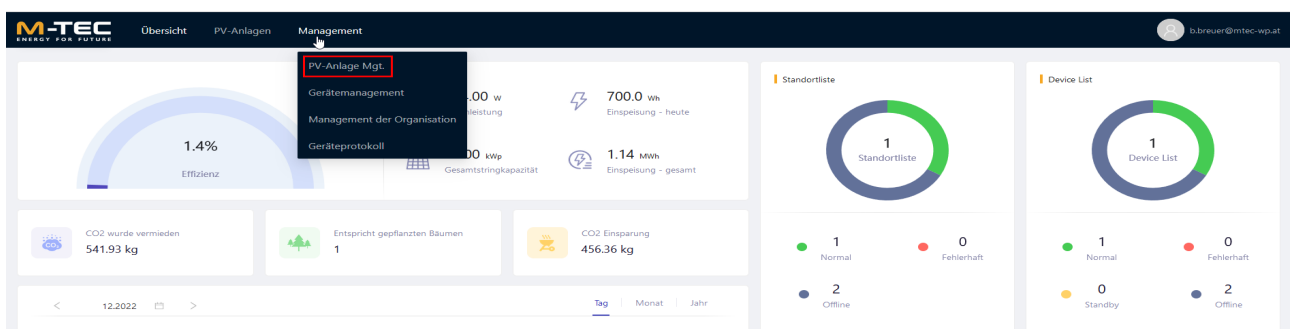 M-TEC
ENERGY FOR FUTURE
Übersicht PV-Anlagen Management
b.breuer@mtec-wp.at
PV-Anlage Mgt.
Gerätemanagement
Management der Organisation
Geräteprotokoll
1.4%
Effizienz
.00 W
700.0 Wh
Einspeisung - heute
00 kWp
Gesamtstringkapazität
1.14 MWh
Einspeisung - gesamt
CO2 wurde vermieden
541.93 kg
Entspricht gepflanzten Bäumen
1
CO2 Einsparung
456.36 kg
< 12.2022 >
Tag Monat Jahr
Standortliste
1
Standortliste
1
Normal
0
Fehlerhaft
2
Offline
Device List
1
Device List
1
Normal
0
Fehlerhaft
0
Standby
2
Offline